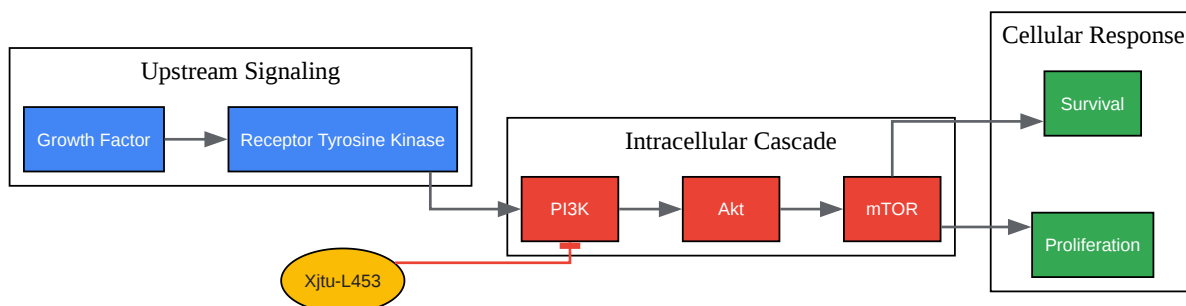 Upstream Signaling
Growth Factor
Receptor Tyrosine Kinase
Intracellular Cascade
PI3K
Akt
mTOR
Xjtu-L453
Cellular Response
Survival
Proliferation